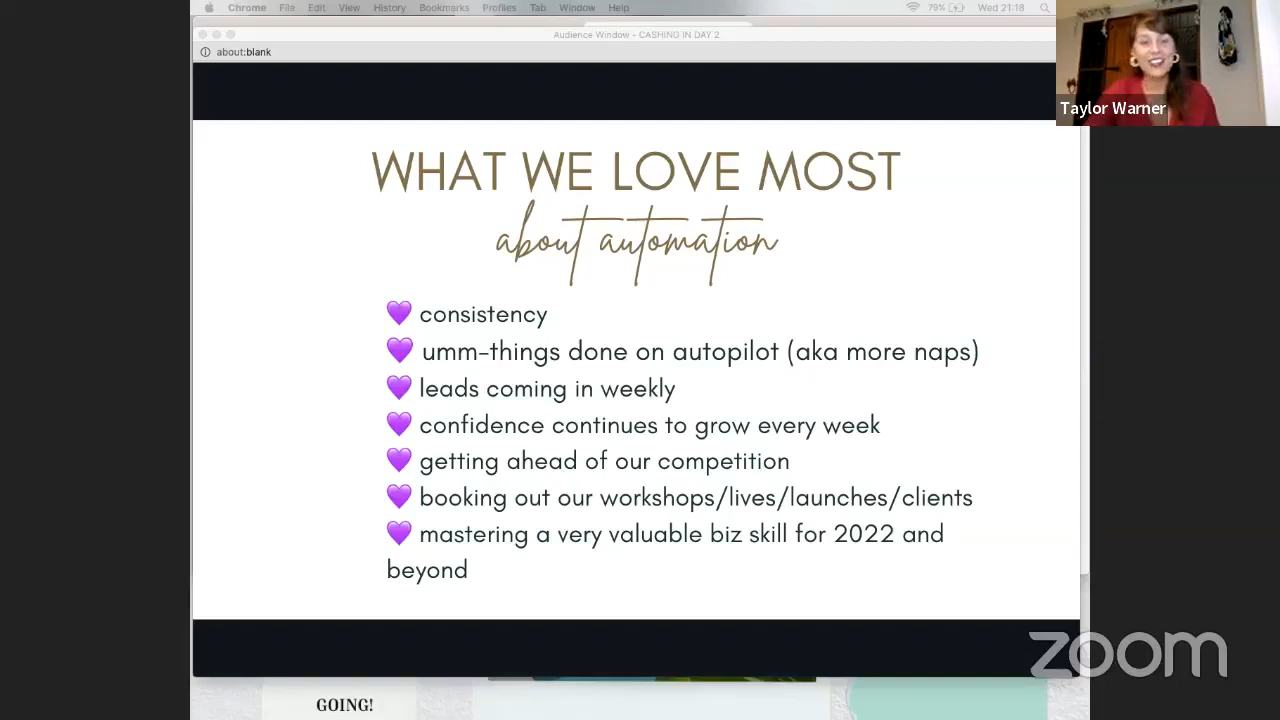 Chrome File Edit View History Bookmarks Profiles Tab Window Help 79% Wed 21:18
Audience Window - CASHING IN DAY 2
about:blank
Taylor Warner
WHAT WE LOVE MOST
about automation
💜 consistency
💜 umm-things done on autopilot (aka more naps)
💜 leads coming in weekly
💜 confidence continues to grow every week
💜 getting ahead of our competition
💜 booking out our workshops/lives/launches/clients
💜 mastering a very valuable biz skill for 2022 and
beyond
zoom
GOING!